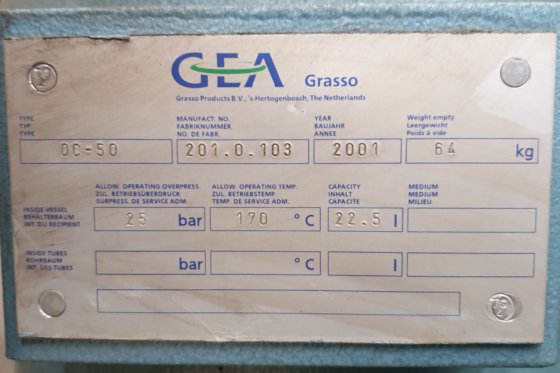 GEA Grasso
Grasso Products B.V., 's-Hertogenbosch, The Netherlands
TYPE MANUFACT. NO. YEAR Weight empty
TYP FABRIKNUMMER BAUJAHR Leergewicht
TYPE NO. DE FABR. ANNEE Poids á vide
OC-50 201.0.103 2001 64 kg
ALLOW. OPERATING OVERPRESS. ALLOW. OPERATING TEMP. CAPACITY MEDIUM
INSIDE VESSEL ZUL. BETRIEBSÜBERDRUCK ZUL. BETRIEBSTEMP. INHALT MEDIUM
BEHÄLTERRAUM SURPRESS. DE SERVICE ADM. TEMP. DE SERVICE ADM. CAPACITE MILIEU
INT. DU RECIPIENT 25 bar 170 °C 22.5 l
INSIDE TUBES
ROHRRAUM bar °C l
INT. DES TUBES